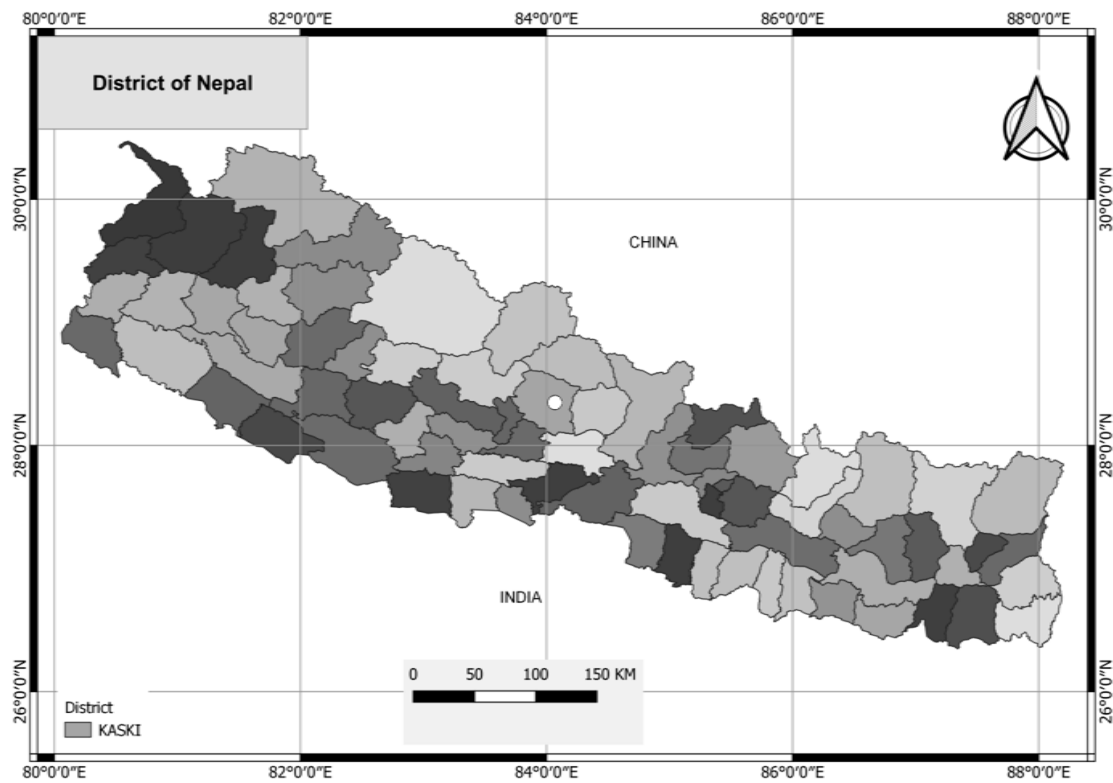 80°0′0″E 82°0′0″E 84°0′0″E 86°0′0″E 88°0′0″E
District of Nepal
30°0′0″N 30°0′0″N
CHINA
28°0′0″N 28°0′0″N
INDIA
0 50 100 150 KM
26°0′0″N 26°0′0″N
District
KASKI
80°0′0″E 82°0′0″E 84°0′0″E 86°0′0″E 88°0′0″E